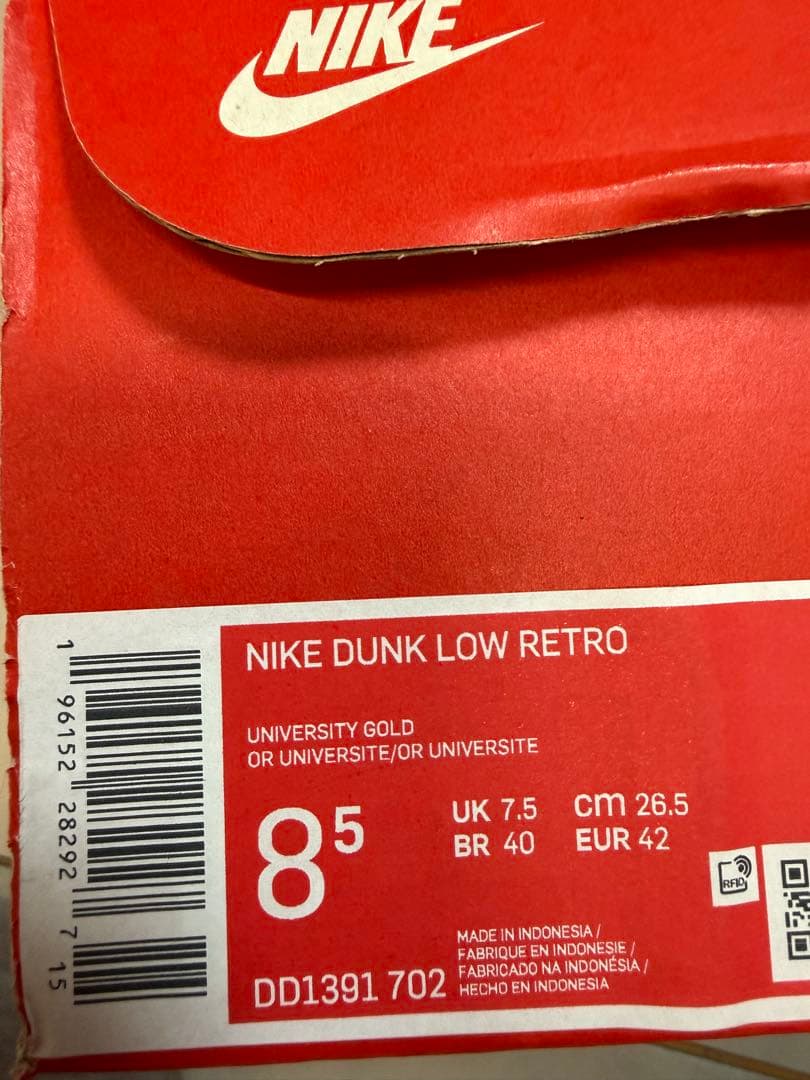 NIKE
NIKE DUNK LOW RETRO
UNIVERSITY GOLD
OR UNIVERSITE/OR UNIVERSITE
8⁵
UK 7.5 cm 26.5
BR 40 EUR 42
RFID
MADE IN INDONESIA /
FABRIQUE EN INDONESIE /
FABRICADO NA INDONÉSIA /
HECHO EN INDONESIA
DD1391 702
1 96152 28292 7 15